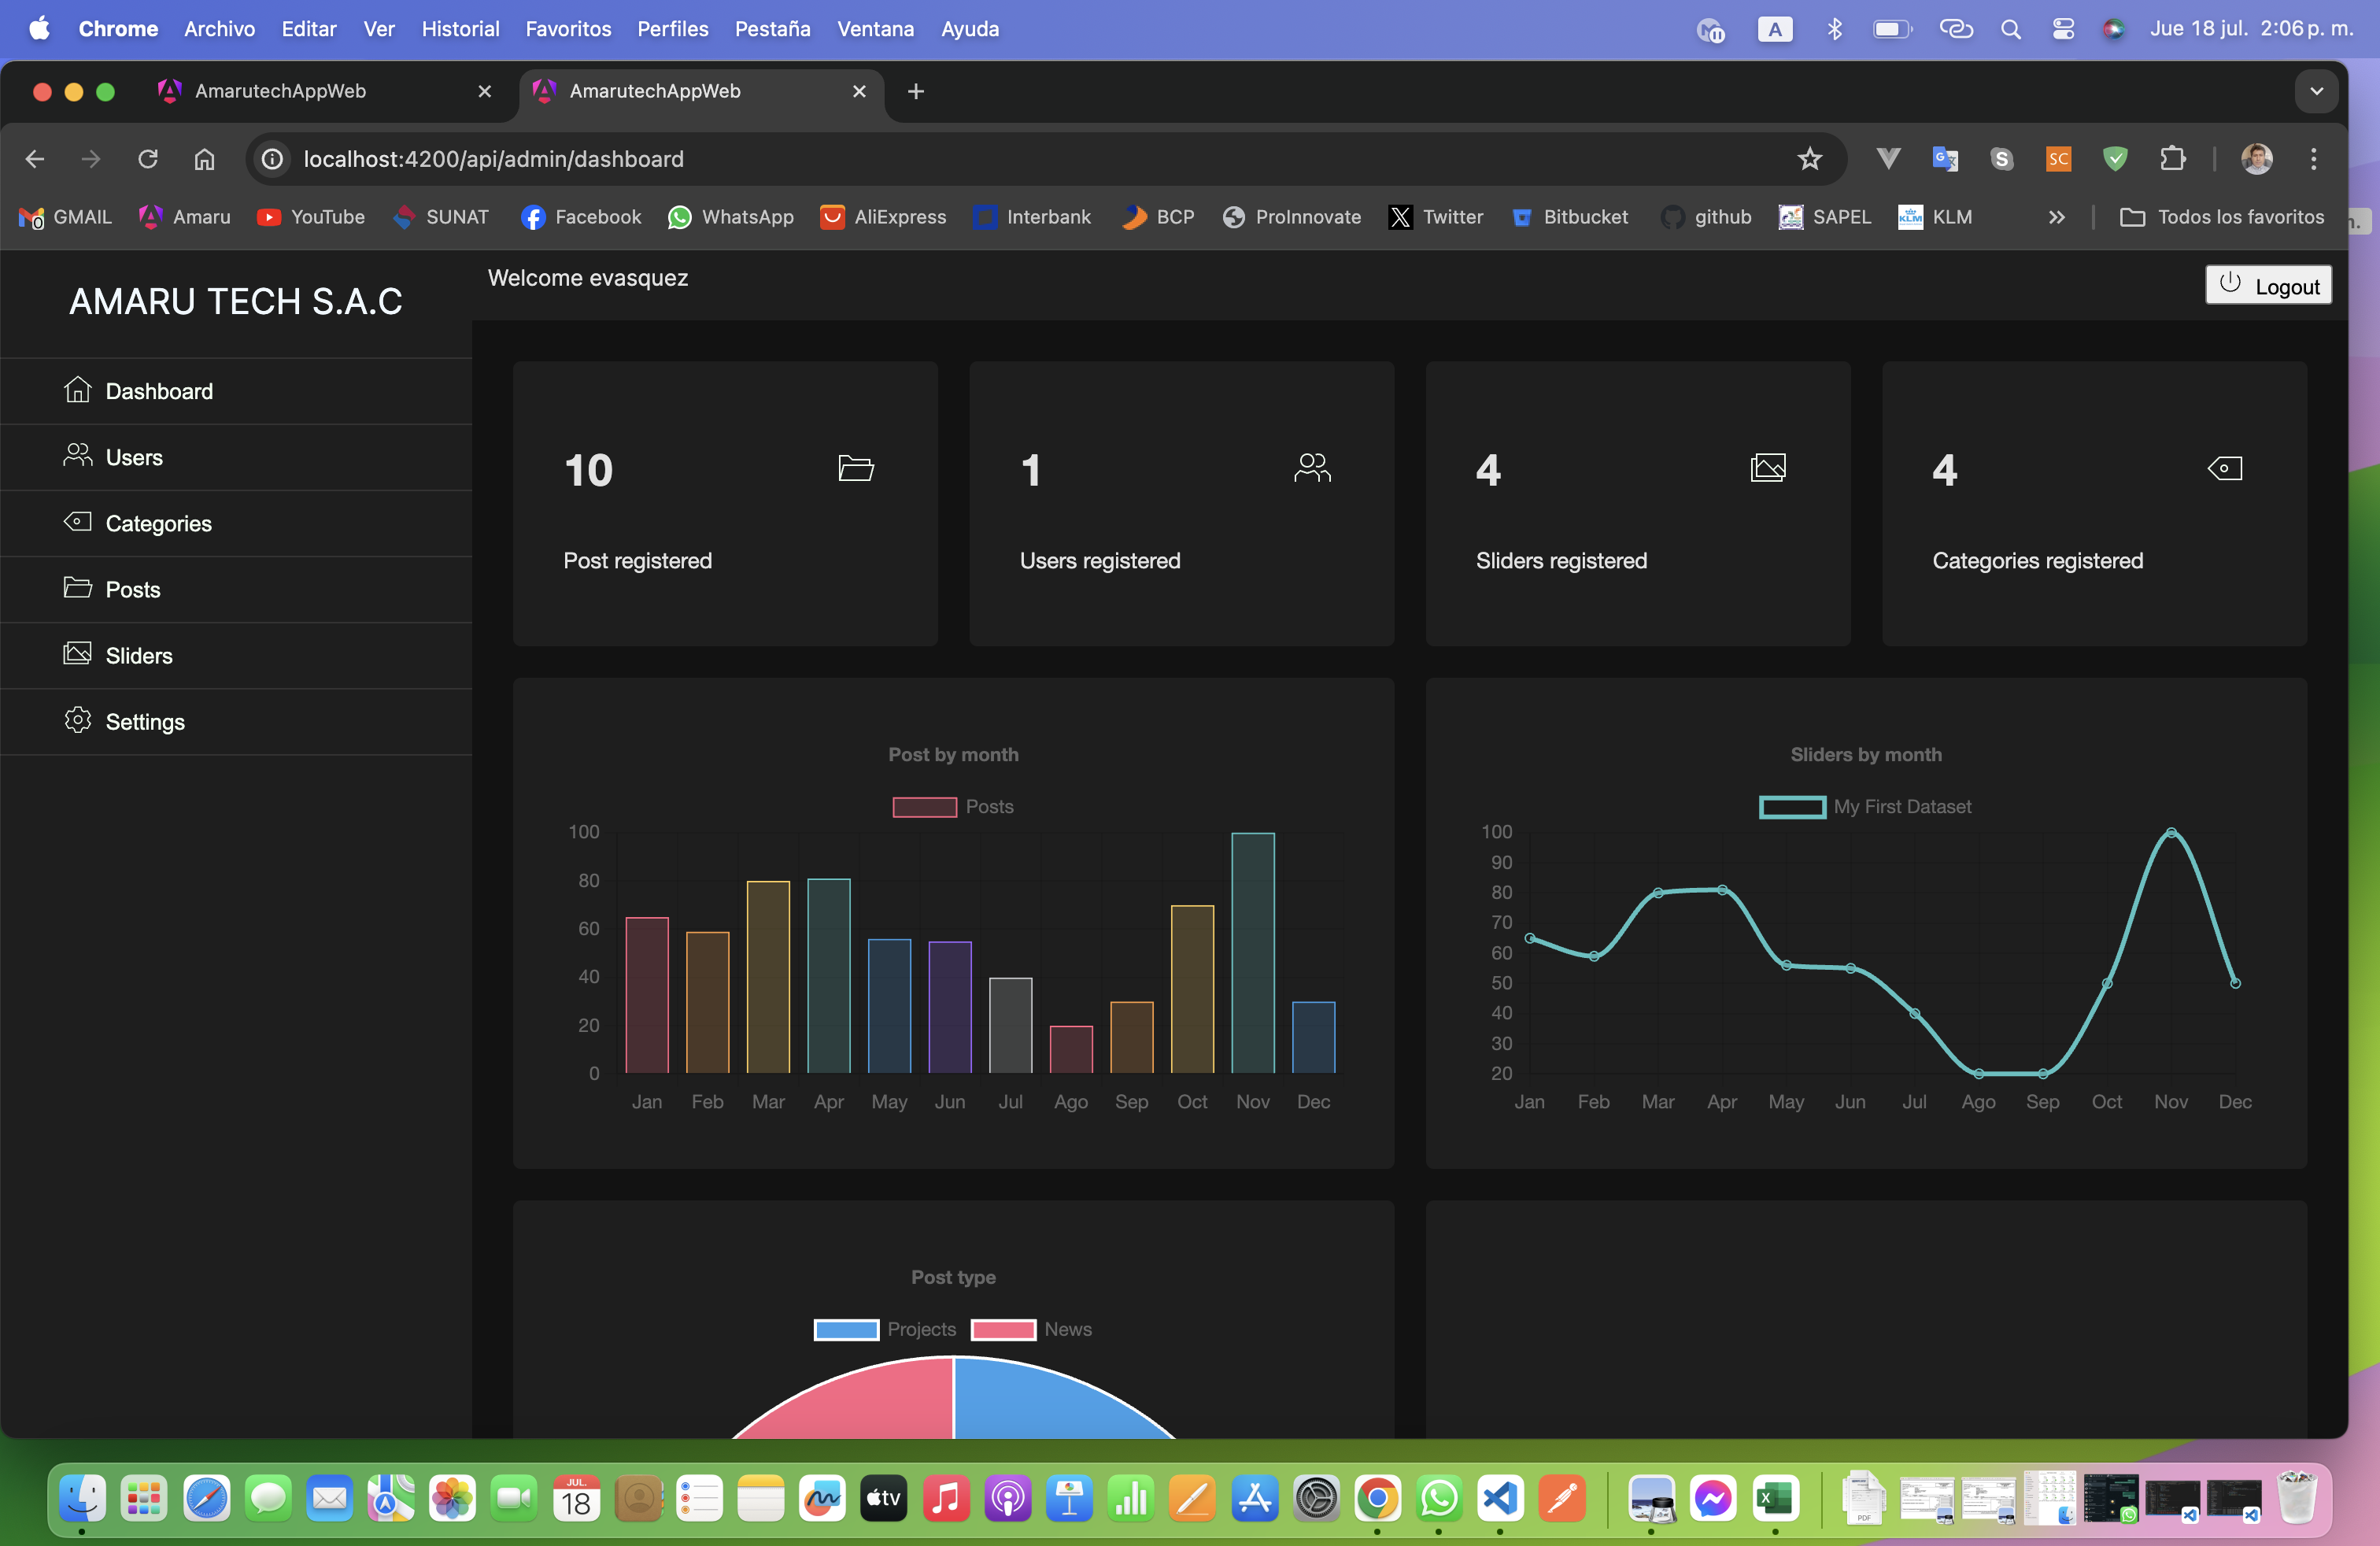 Chrome Archivo Editar Ver Historial Favoritos Perfiles Pestaña Ventana Ayuda A Jue 18 jul. 2:06 p. m.
AmarutechAppWeb AmarutechAppWeb
localhost:4200/api/admin/dashboard SC
GMAIL Amaru YouTube SUNAT Facebook WhatsApp AliExpress Interbank BCP ProInnovate Twitter Bitbucket github SAPEL KLM KLM Todos los favoritos
AMARU TECH S.A.C
Welcome evasquez
Logout
Dashboard
Users
Categories
Posts
Sliders
Settings
10
Post registered
1
Users registered
4
Sliders registered
4
Categories registered
Post by month
Posts
100
80
60
40
20
0
Jan Feb Mar Apr May Jun Jul Ago Sep Oct Nov Dec
Sliders by month
My First Dataset
100
90
80
70
60
50
40
30
20
Jan Feb Mar Apr May Jun Jul Ago Sep Oct Nov Dec
Post type
Projects News
JUL.
18
tv
PDF